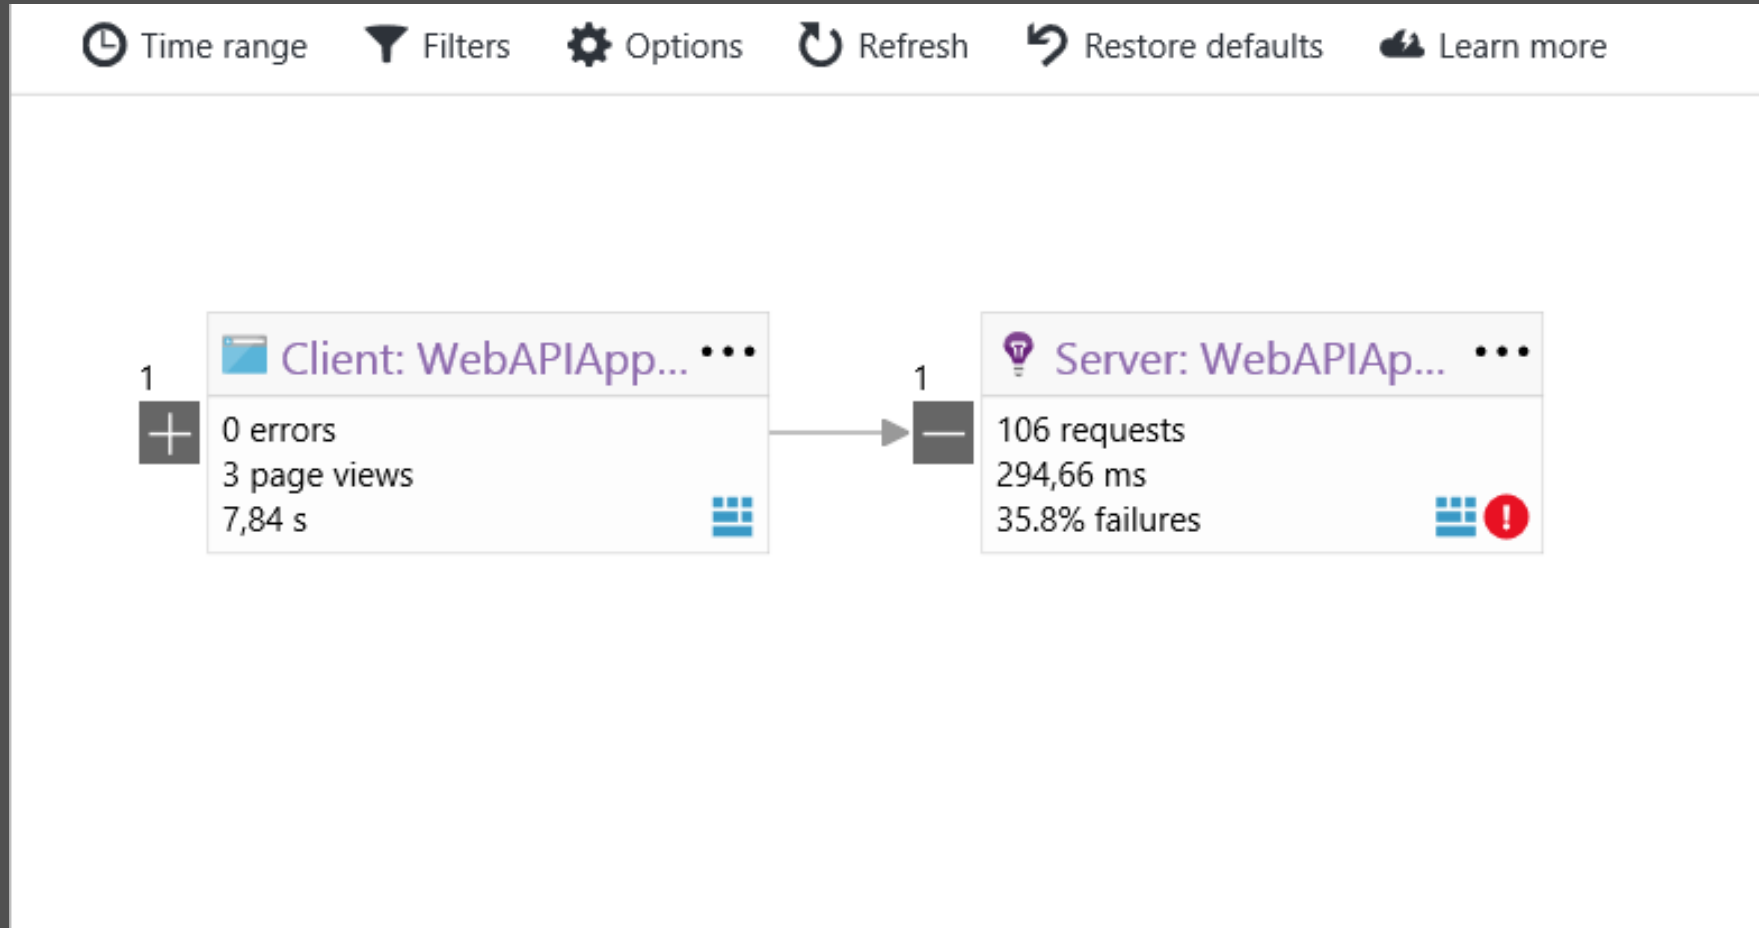 Time range Filters Options Refresh Restore defaults Learn more
1
Client: WebAPIApp...
0 errors
3 page views
7,84 s
1
Server: WebAPIAp...
106 requests
294,66 ms
35.8% failures